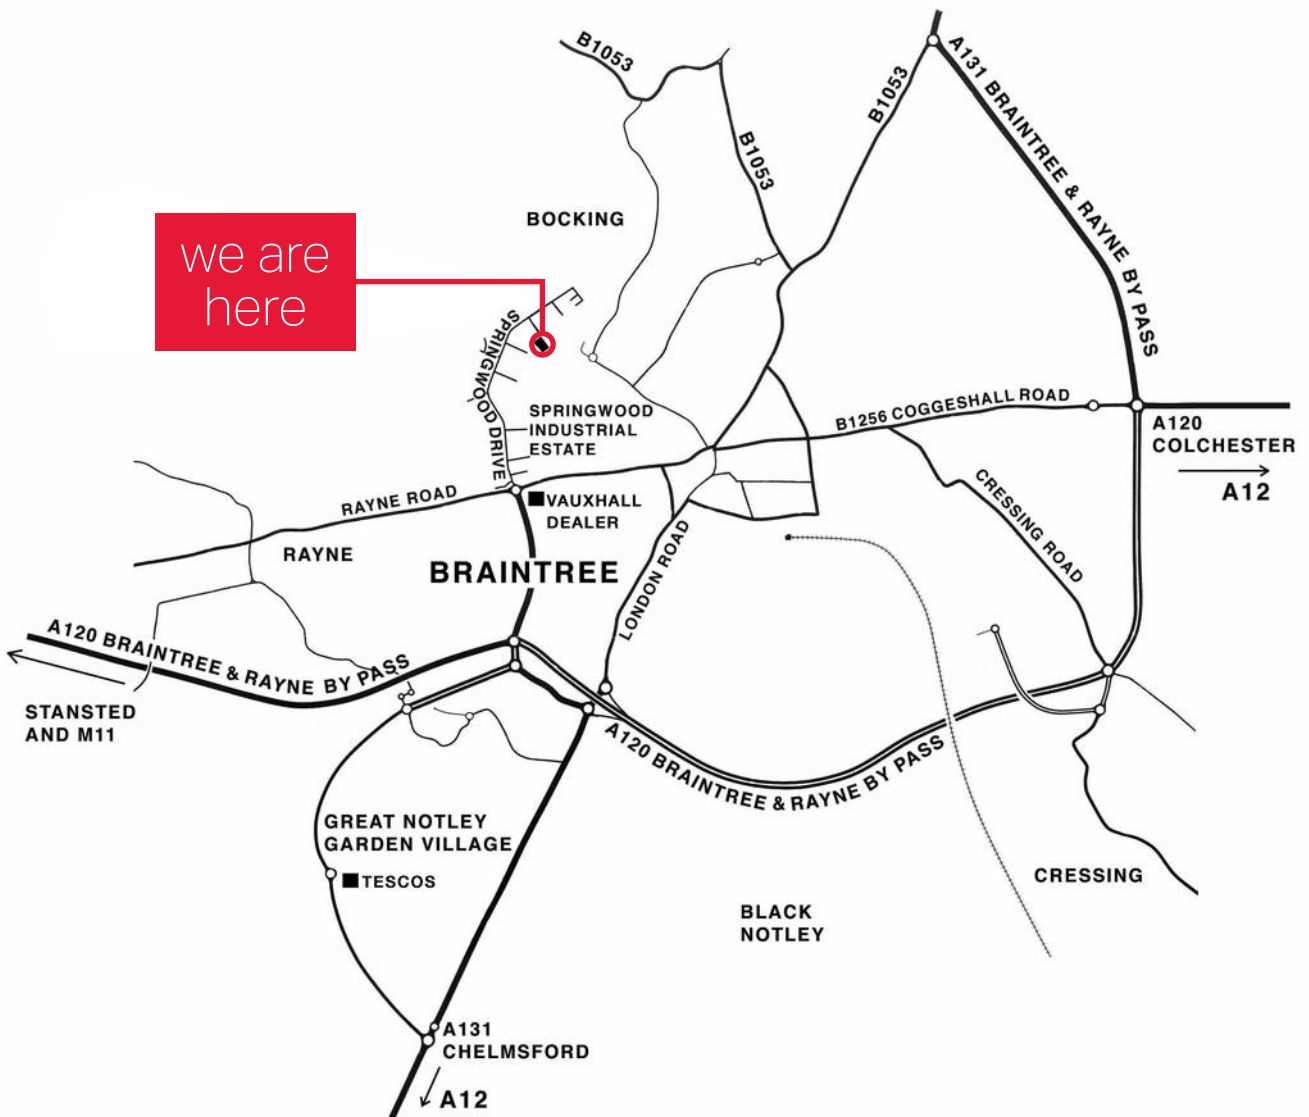 B1053
A131 BRAINTREE & RAYNE BY PASS
B1053
B1053
BOCKING
we are
here
SPRINGWOOD DRIVE
SPRINGWOOD
INDUSTRIAL
ESTATE
B1256 COGGESHALL ROAD
A120
COLCHESTER
A12
CRESSING ROAD
RAYNE ROAD
VAUXHALL
DEALER
RAYNE
BRAINTREE
LONDON ROAD
A120 BRAINTREE & RAYNE BY PASS
STANSTED
AND M11
A120 BRAINTREE & RAYNE BY PASS
GREAT NOTLEY
GARDEN VILLAGE
TESCOS
CRESSING
BLACK
NOTLEY
A131
CHELMSFORD
A12